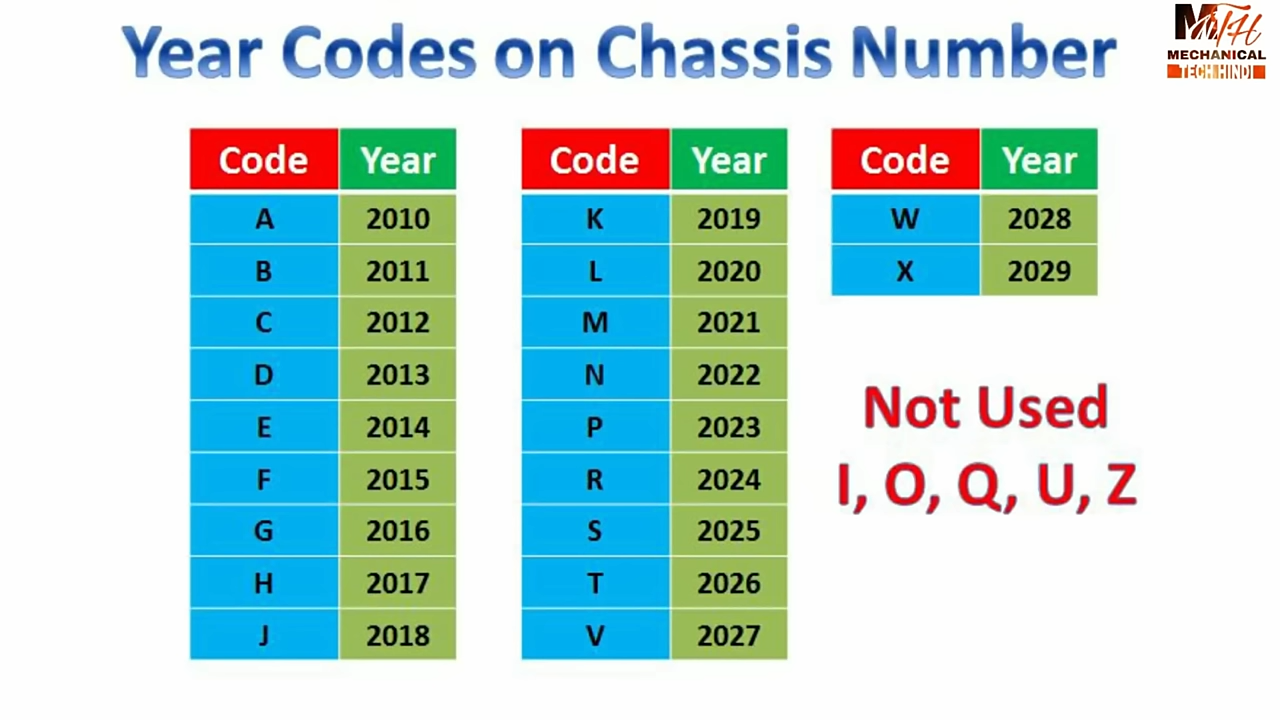 Year Codes on Chassis Number
MTH
MECHANICAL
TECH HINDI
Code Year
A 2010
B 2011
C 2012
D 2013
E 2014
F 2015
G 2016
H 2017
J 2018
Code Year
K 2019
L 2020
M 2021
N 2022
P 2023
R 2024
S 2025
T 2026
V 2027
Code Year
W 2028
X 2029
Not Used
I, O, Q, U, Z